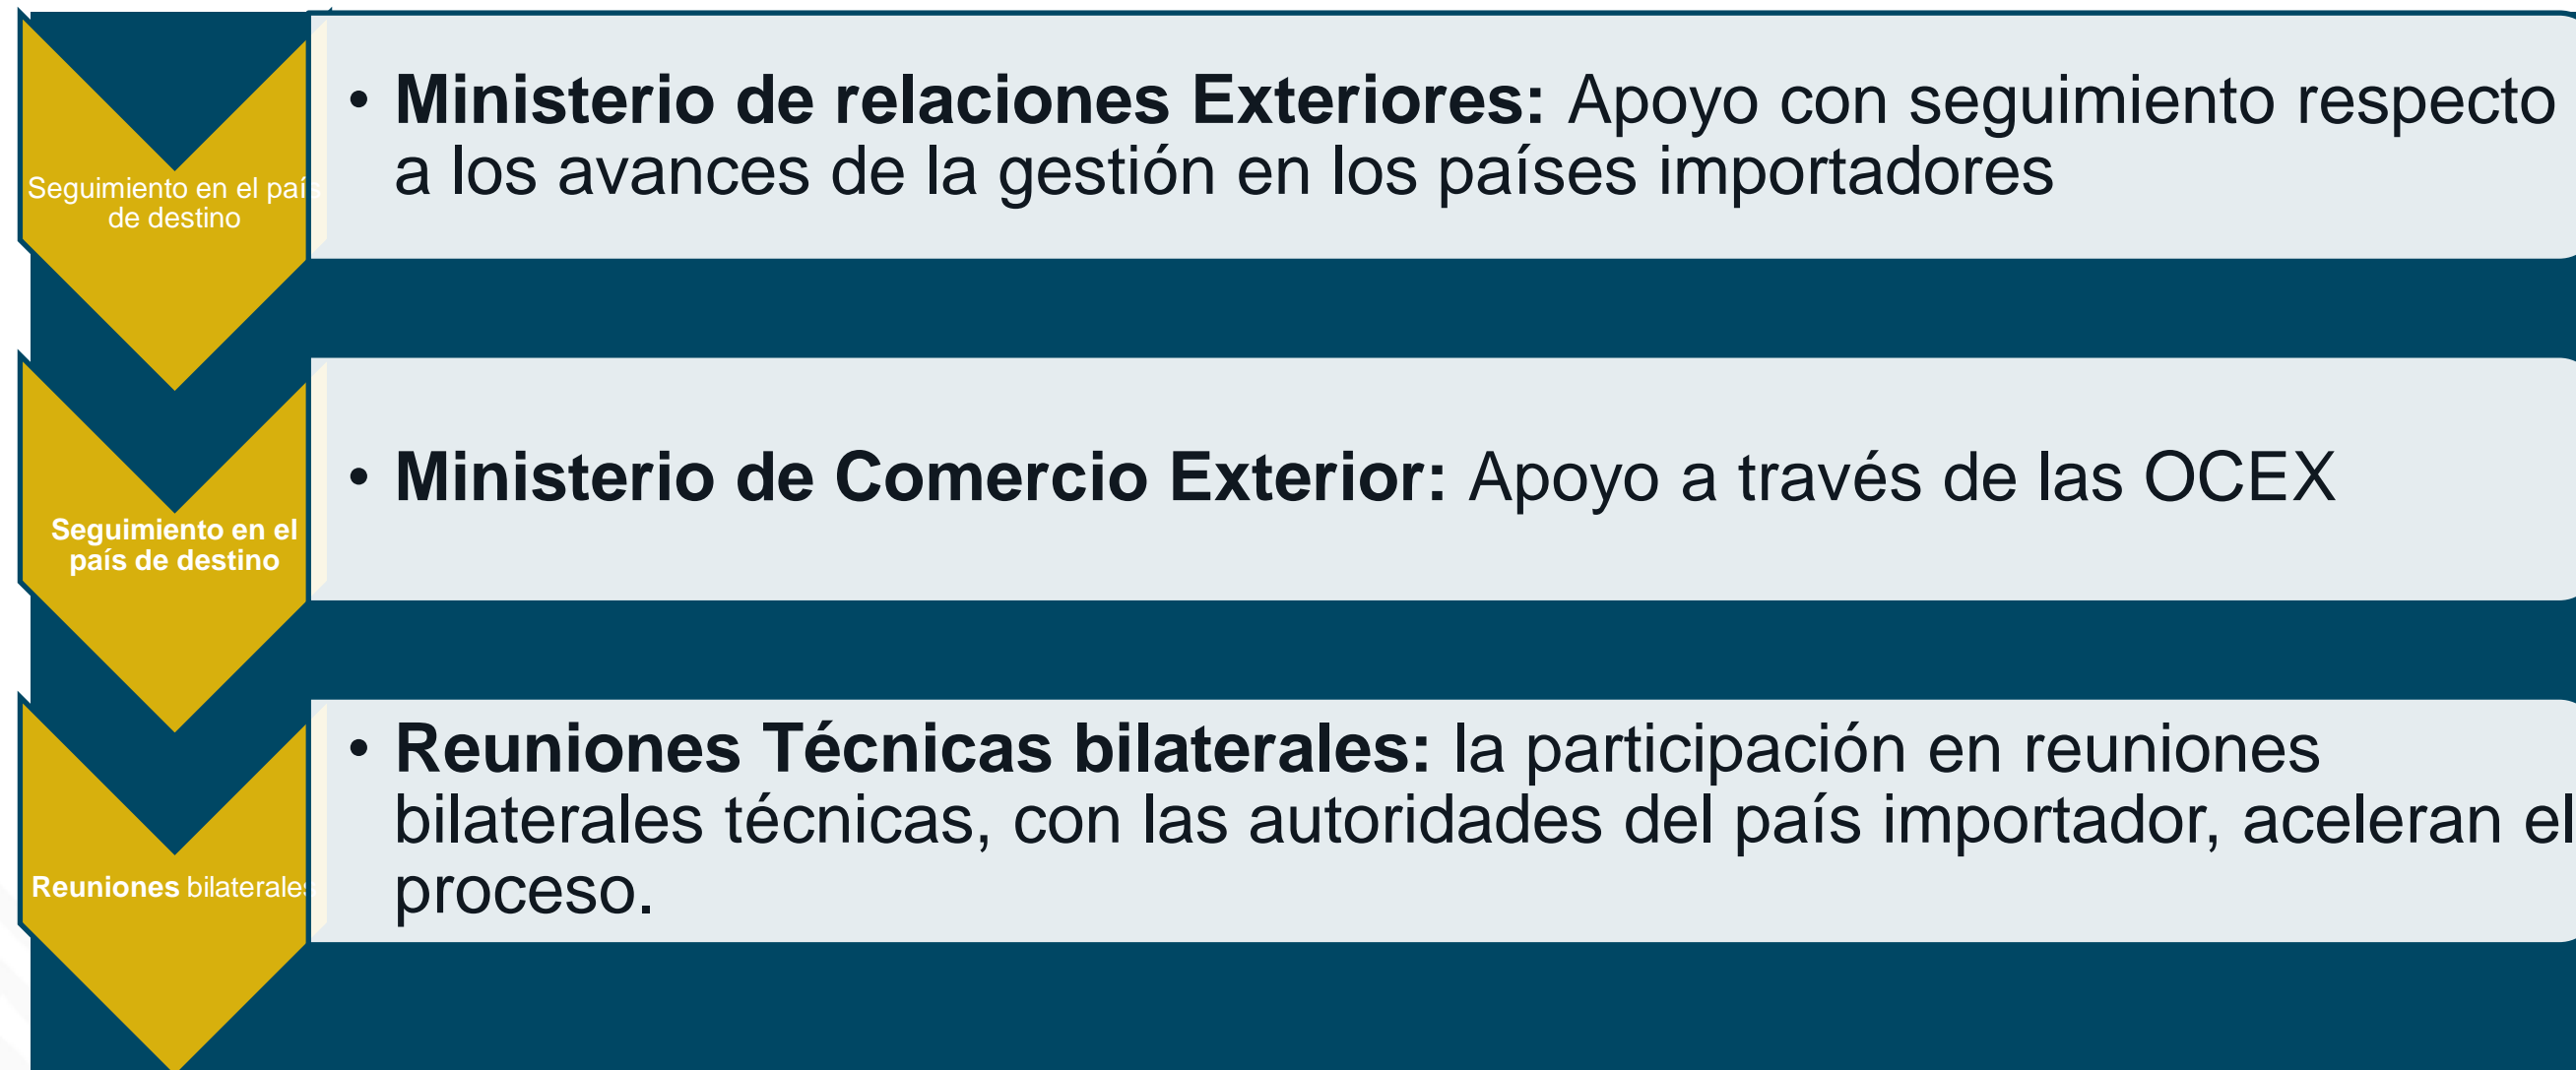 Seguimiento en el país
de destino
• Ministerio de relaciones Exteriores: Apoyo con seguimiento respecto
a los avances de la gestión en los países importadores
Seguimiento en el
país de destino
• Ministerio de Comercio Exterior: Apoyo a través de las OCEX
Reuniones bilaterales
• Reuniones Técnicas bilaterales: la participación en reuniones
bilaterales técnicas, con las autoridades del país importador, aceleran el
proceso.